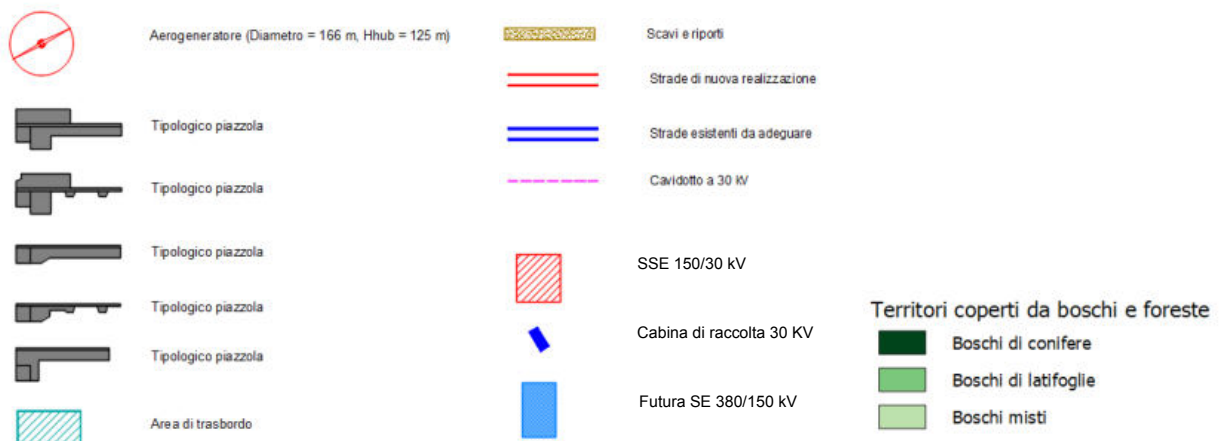 Aerogeneratore (Diametro = 166 m, Hhub = 125 m)
Tipologico piazzola
Tipologico piazzola
Tipologico piazzola
Tipologico piazzola
Tipologico piazzola
Area di trasbordo
Scavi e riporti
Strade di nuova realizzazione
Strade esistenti da adeguare
Cavidotto a 30 kV
SSE 150/30 kV
Cabina di raccolta 30 KV
Futura SE 380/150 kV
Territori coperti da boschi e foreste
Boschi di conifere
Boschi di latifoglie
Boschi misti